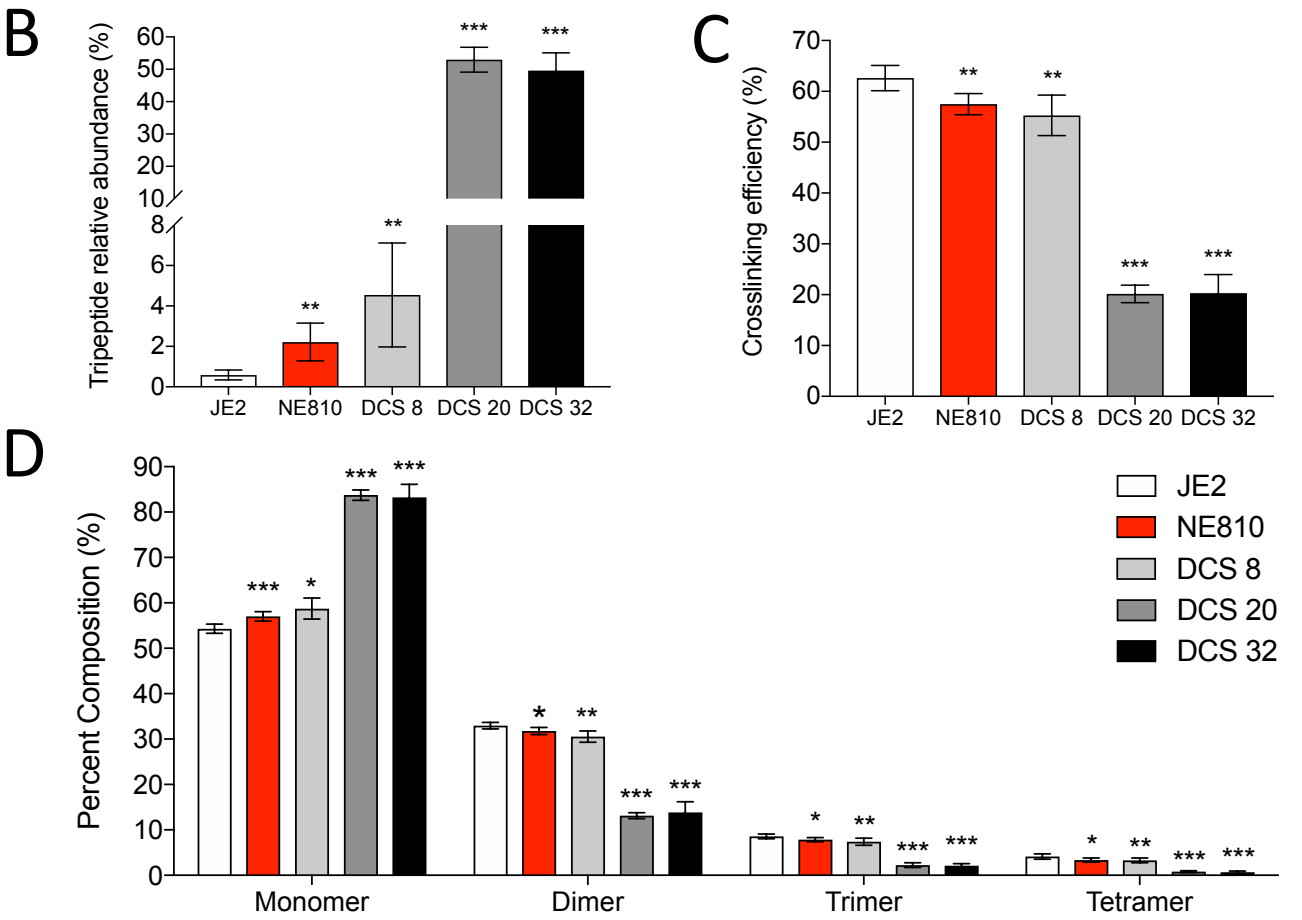 B
Tripeptide relative abundance (%)
60
50
40
30
20
10
8
6
4
2
0
**
**
***
***
JE2 NE810 DCS 8 DCS 20 DCS 32
C
Crosslinking efficiency (%)
70
60
50
40
30
20
10
0
**
**
***
***
JE2 NE810 DCS 8 DCS 20 DCS 32
D
Percent Composition (%)
90
80
70
60
50
40
30
20
10
0
*** * *** ***
* ** *** ***
* ** *** ***
* ** *** ***
Monomer Dimer Trimer Tetramer
JE2
NE810
DCS 8
DCS 20
DCS 32